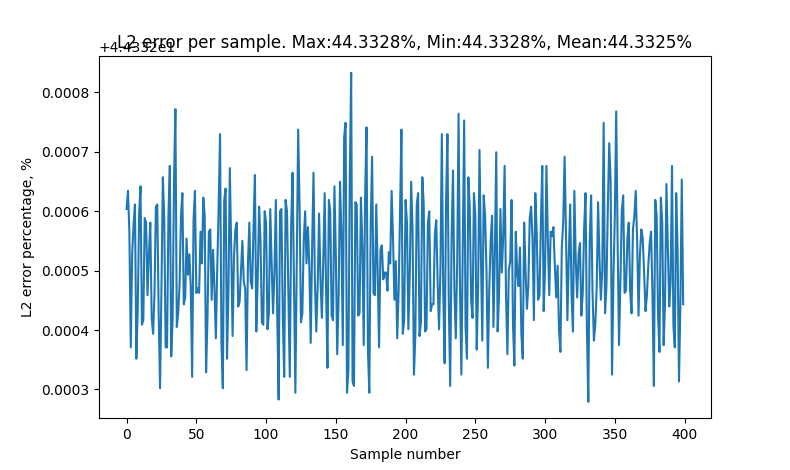 L2 error per sample. Max:44.3328%, Min:44.3328%, Mean:44.3325%
+4.4332e1
0.0008
0.0007
0.0006
0.0005
0.0004
0.0003
L2 error percentage, %
0 50 100 150 200 250 300 350 400
Sample number